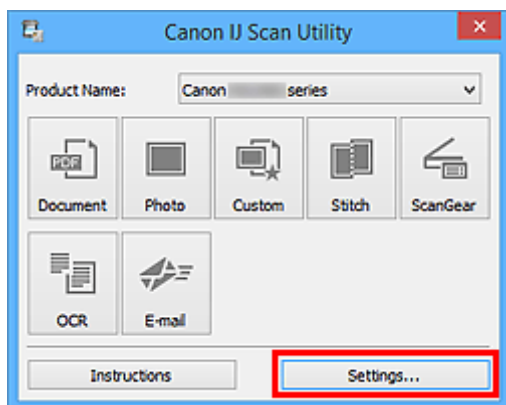 Canon IJ Scan Utility
Product Name: Canon series
PDF
Document Photo Custom Stitch ScanGear
OCR E-mail
Instructions Settings...